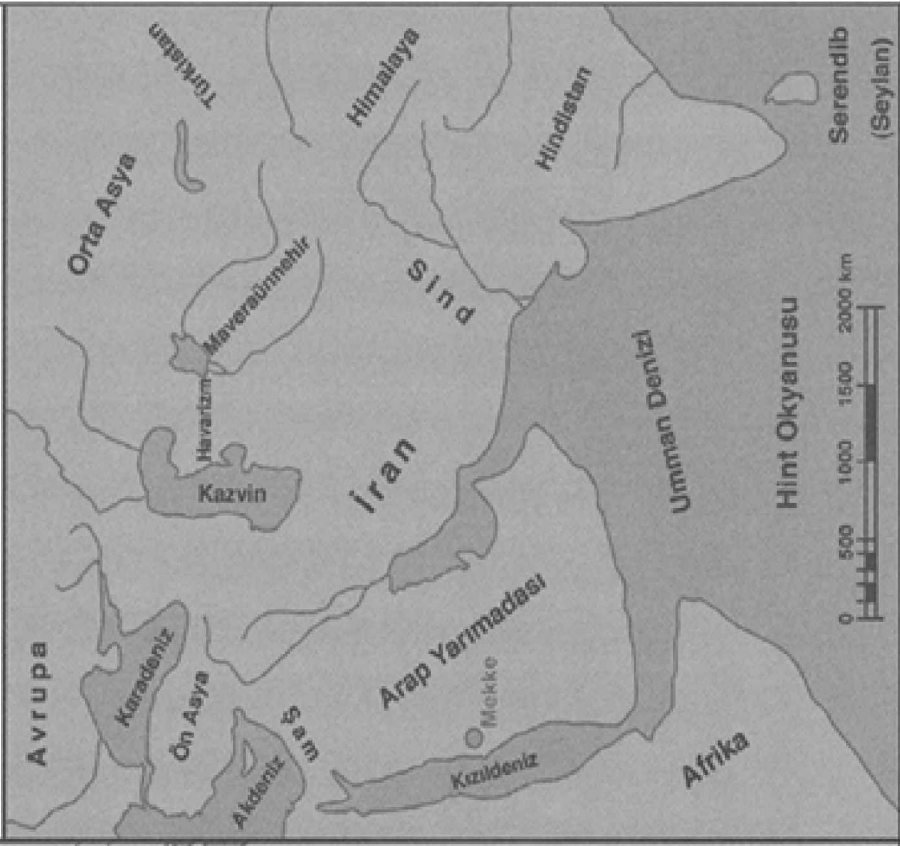 Avrupa
Karadeniz
Ön Asya
Akdeniz
Şam
Kızıldeniz
Mekke
Arap Yarımadası
Afrika
Kazvin
Havarizm
Maveraünnehir
İran
Orta Asya
Türkistan
Himalaya
Hindistan
Sind
Umman Denizi
Hint Okyanusu
Serendib
(Seylan)
0 500 1000 1500 2000 km